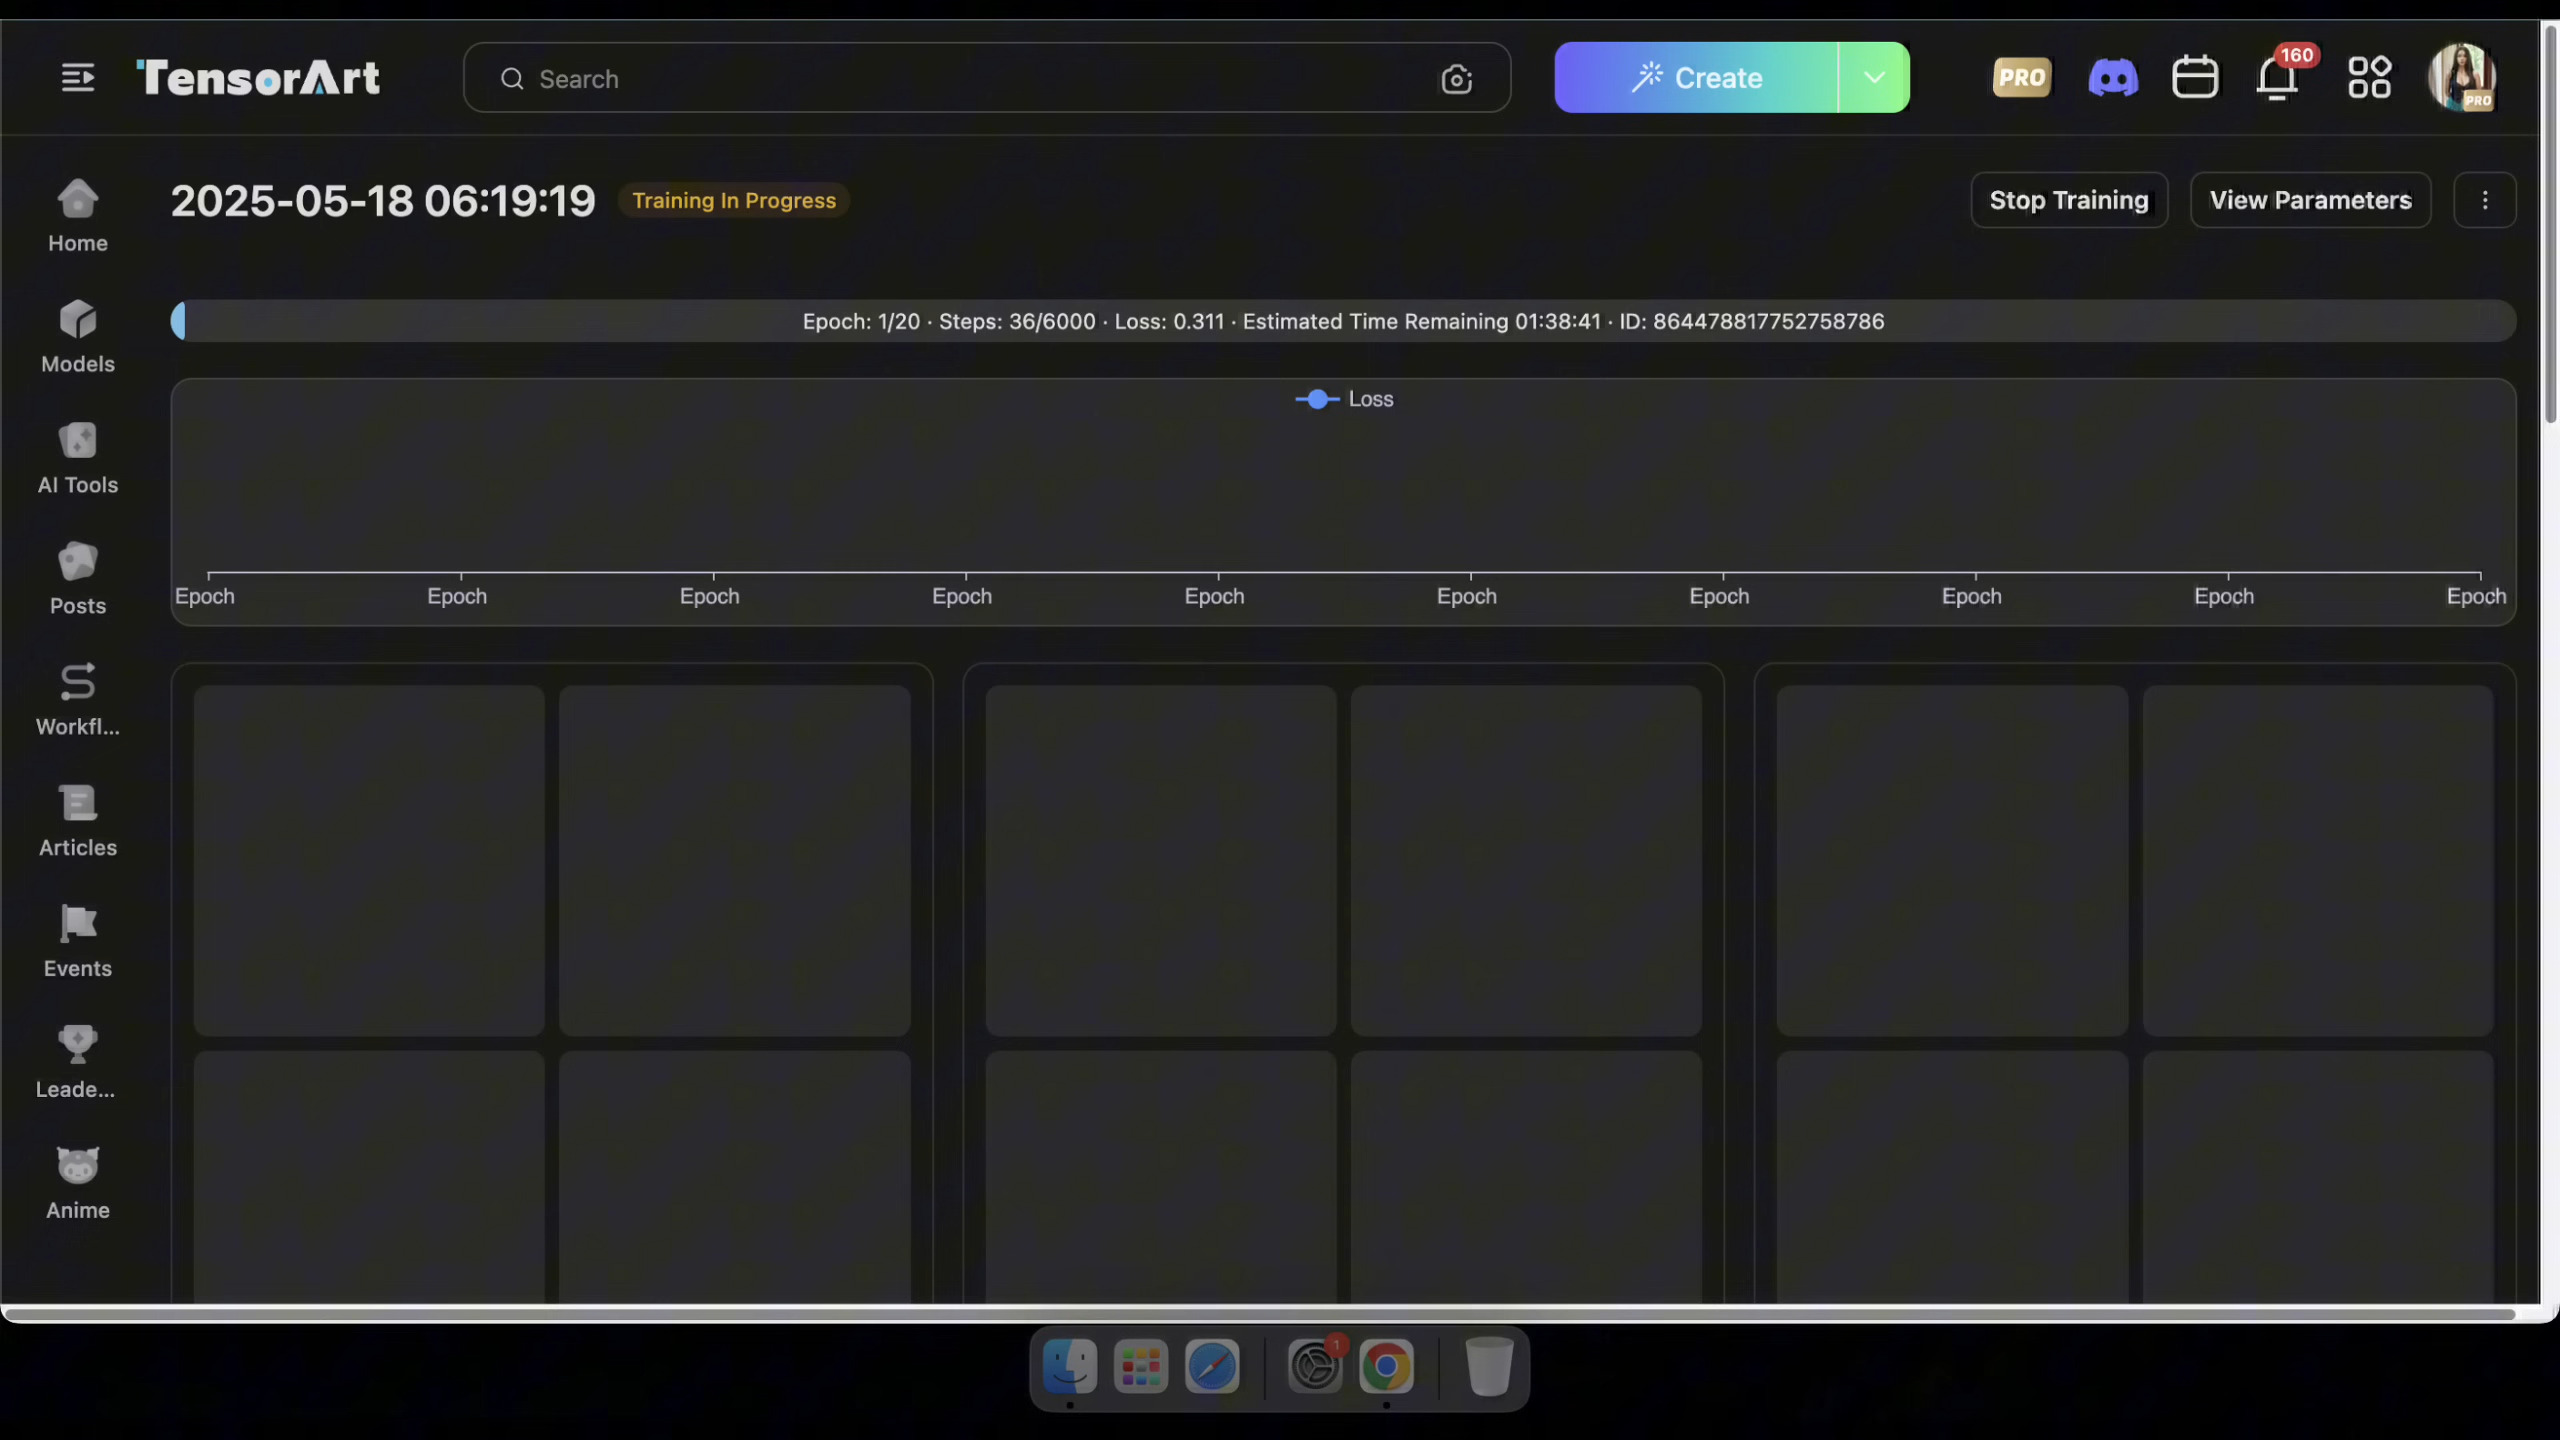 TensorArt
Search
Create
PRO
160
PRO
2025-05-18 06:19:19
Training In Progress
Stop Training
View Parameters
Home
Models
AI Tools
Posts
Workfl...
Articles
Events
Leade...
Anime
Epoch: 1/20 · Steps: 36/6000 · Loss: 0.311 · Estimated Time Remaining 01:38:41 · ID: 864478817752758786
Loss
Epoch Epoch Epoch Epoch Epoch Epoch Epoch Epoch Epoch Epoch
1